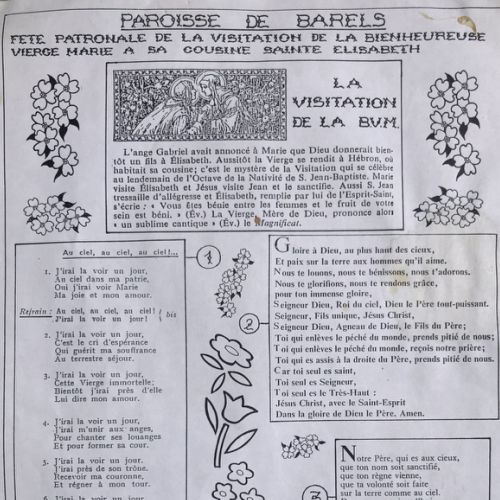 PAROISSE DE BARELS
FETE PATRONALE DE LA VISITATION DE LA BIENHEUREUSE
VIERGE MARIE A SA COUSINE SAINTE ELISABETH
LA
VISITATION
DE LA BVM.
L'ange Gabriel avait annoncé à Marie que Dieu donnerait bien-
tôt un fils à Élisabeth. Aussitôt la Vierge se rendit à Hébron, où
habitait sa cousine; c'est le mystère de la Visitation qui se célèbre
au lendemain de l'Octave de la Nativité de S. Jean-Baptiste. Marie
visite Élisabeth et Jésus visite Jean et le sanctifie. Aussi S. Jean
tressaille d'allégresse et Élisabeth, remplie par lui de l'Esprit-Saint,
s'écrie : « Vous êtes bénie entre les femmes et le fruit de votre
sein est béni. » (Év.) La Vierge, Mère de Dieu, prononce alors
« un sublime cantique » (Év.) le Magnificat.
Au ciel, au ciel, au ciel!...
1
1. J'irai la voir un jour,
Au ciel dans ma patrie,
Oui j'irai voir Marie
Ma joie et mon amour.
Refrain : Au ciel, au ciel, au ciel!
J'irai la voir un jour! bis
2. J'irai la voir un jour,
C'est le cri d'espérance
Qui guérit ma souffrance
Au terrestre séjour.
3. J'irai la voir un jour,
Cette Vierge immortelle;
Bientôt j'irai près d'elle
Lui dire mon amour.
4. J'irai la voir un jour,
J'irai m'unir aux anges,
Pour chanter ses louanges
Et pour former sa cour.
5. J'irai la voir un jour,
J'irai près de son trône,
Recevoir ma couronne,
Et régner à mon tour.
6. J'irai la voir un jour,
2
Gloire à Dieu, au plus haut des cieux,
Et paix sur la terre aux hommes qu'il aime.
Nous te louons, nous te bénissons, nous t'adorons.
Nous te glorifions, nous te rendons grâce,
pour ton immense gloire,
Seigneur Dieu, Roi du ciel, Dieu le Père tout-puissant.
Seigneur, Fils unique, Jésus Christ,
Seigneur Dieu, Agneau de Dieu, le Fils du Père;
Toi qui enlèves le péché du monde, prends pitié de nous;
Toi qui enlèves le péché du monde, reçois notre prière;
Toi qui es assis à la droite du Père, prends pitié de nous.
Car toi seul es saint,
Toi seul es Seigneur,
Toi seul es le Très-Haut :
Jésus Christ, avec le Saint-Esprit
Dans la gloire de Dieu le Père. Amen.
3
Notre Père, qui es aux cieux,
que ton nom soit sanctifié,
que ton règne vienne,
que ta volonté soit faite
sur la terre comme au ciel.